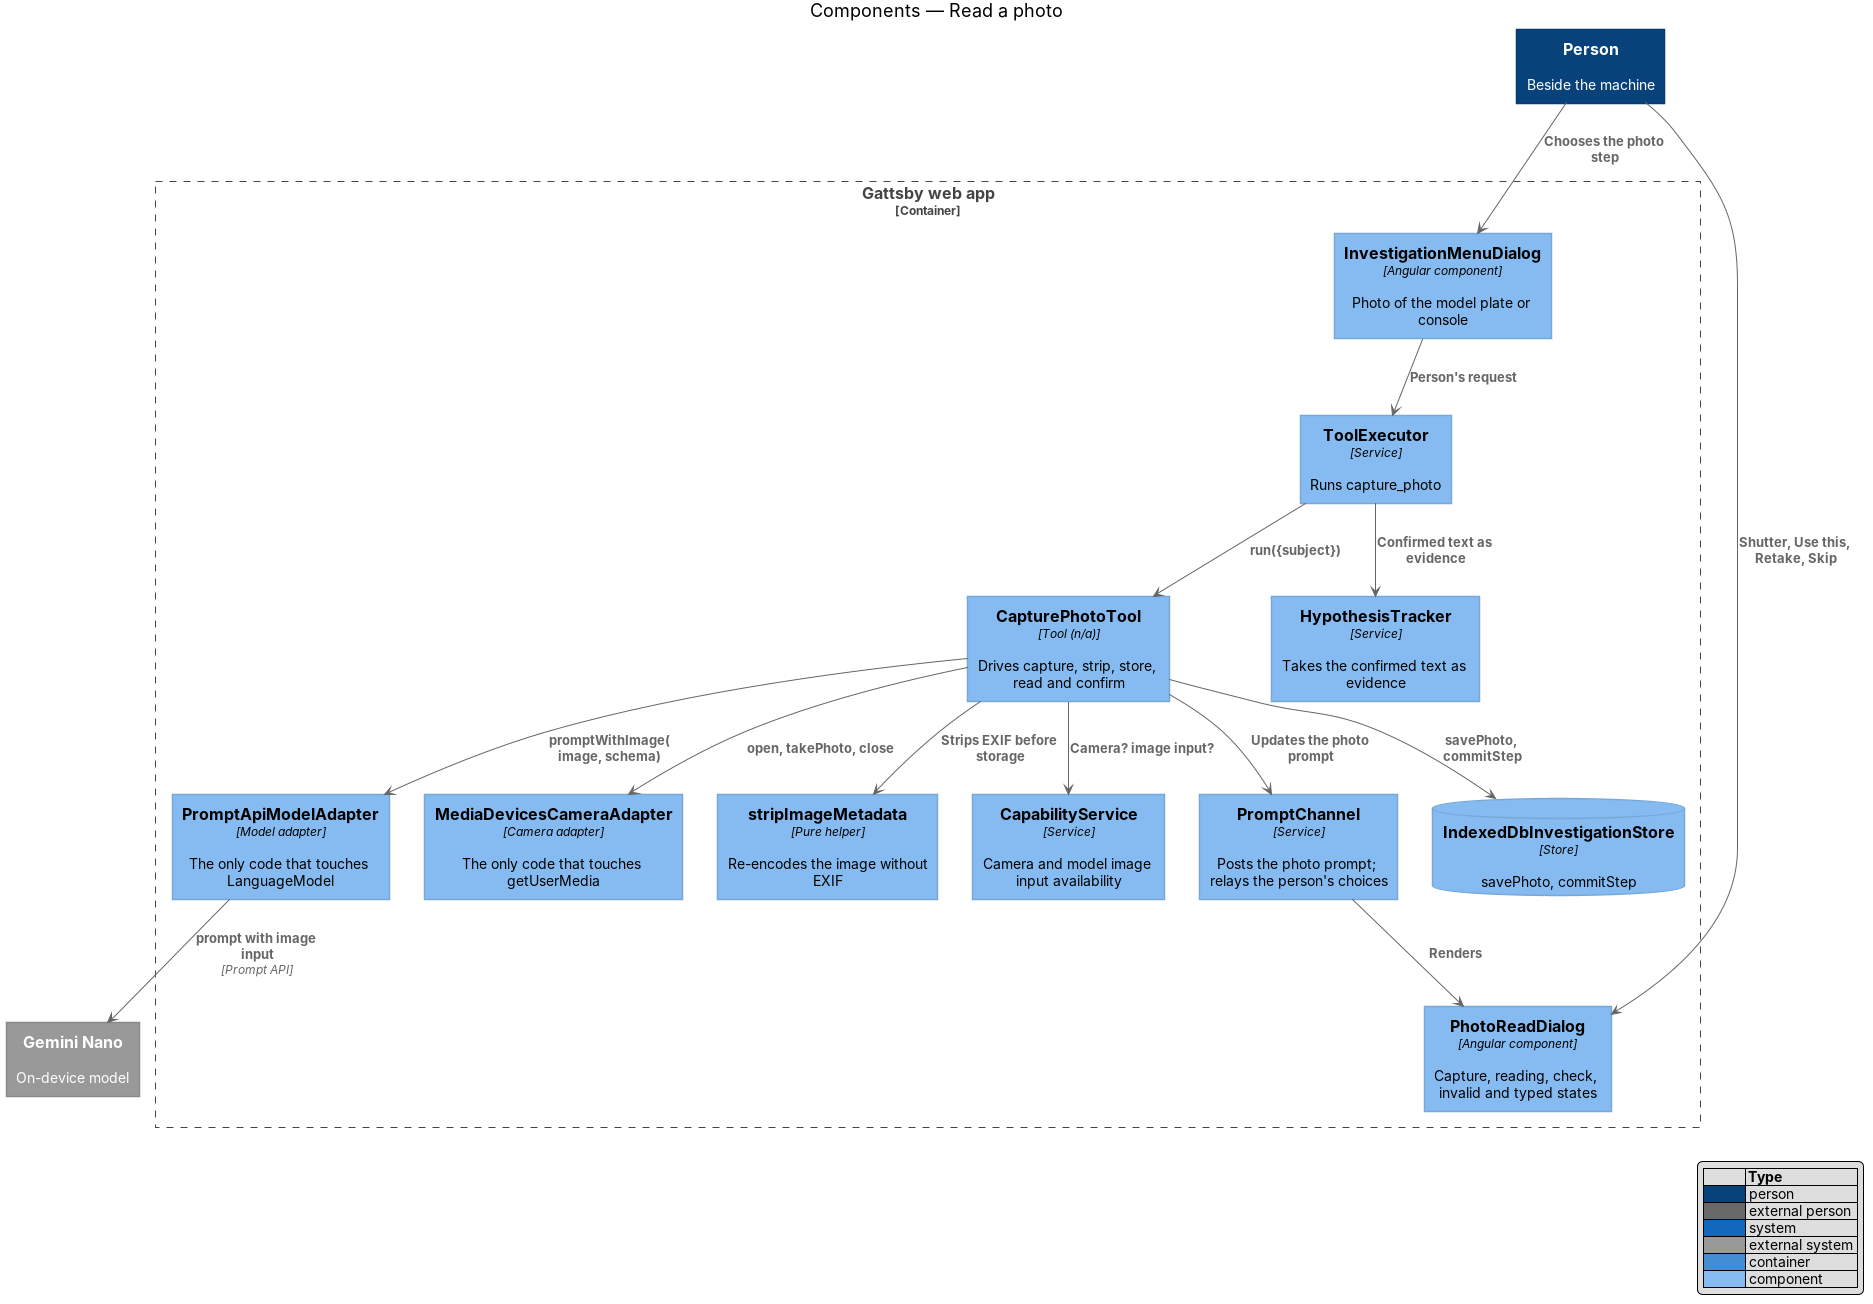 Components — Read a photo
Person
Beside the machine
Chooses the photo
step
Gattsby web app
[Container]
InvestigationMenuDialog
[Angular component]
Photo of the model plate or
console
Person's request
ToolExecutor
[Service]
Runs capture_photo
run({subject})
Confirmed text as
evidence
Shutter, Use this,
Retake, Skip
CapturePhotoTool
[Tool (n/a)]
Drives capture, strip, store,
read and confirm
HypothesisTracker
[Service]
Takes the confirmed text as
evidence
promptWithImage(
image, schema)
open, takePhoto, close
Strips EXIF before
storage
Camera? image input?
Updates the photo
prompt
savePhoto,
commitStep
PromptApiModelAdapter
[Model adapter]
The only code that touches
LanguageModel
MediaDevicesCameraAdapter
[Camera adapter]
The only code that touches
getUserMedia
stripImageMetadata
[Pure helper]
Re-encodes the image without
EXIF
CapabilityService
[Service]
Camera and model image
input availability
PromptChannel
[Service]
Posts the photo prompt;
relays the person's choices
IndexedDbInvestigationStore
[Store]
savePhoto, commitStep
prompt with image
input
[Prompt API]
Renders
Gemini Nano
On-device model
PhotoReadDialog
[Angular component]
Capture, reading, check,
invalid and typed states
Type
person
external person
system
external system
container
component